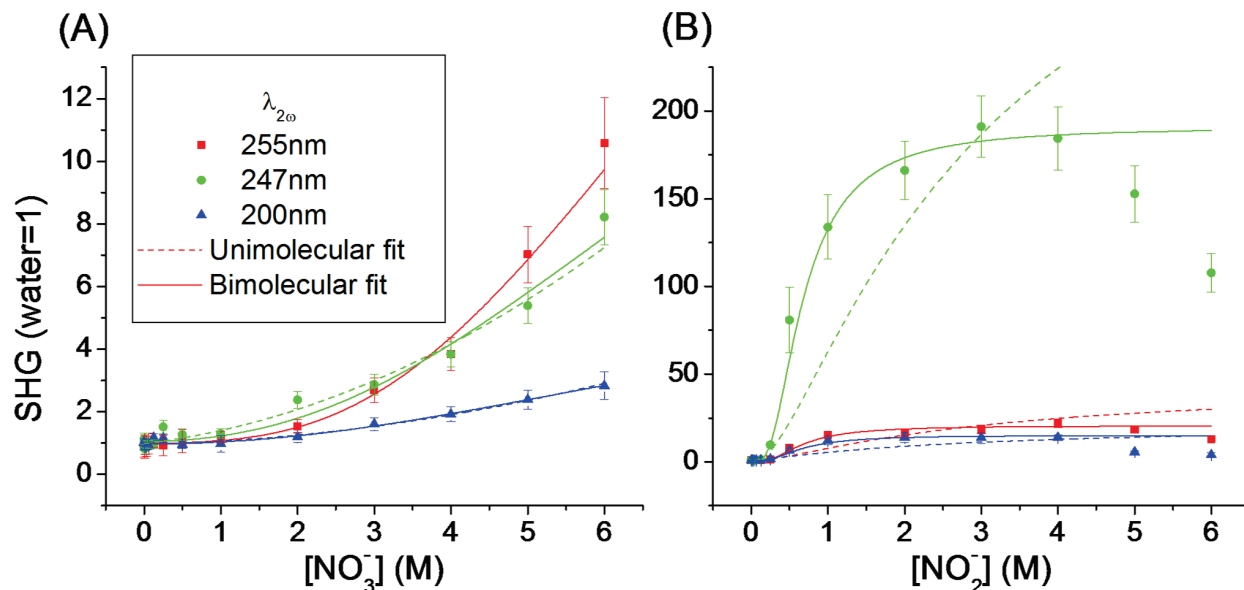 (A)
(B)
SHG (water=1)
λ2ω
255nm
247nm
200nm
Unimolecular fit
Bimolecular fit
12
10
8
6
4
2
0
0 1 2 3 4 5 6
[NO3-] (M)
200
150
100
50
0
0 1 2 3 4 5 6
[NO2-] (M)